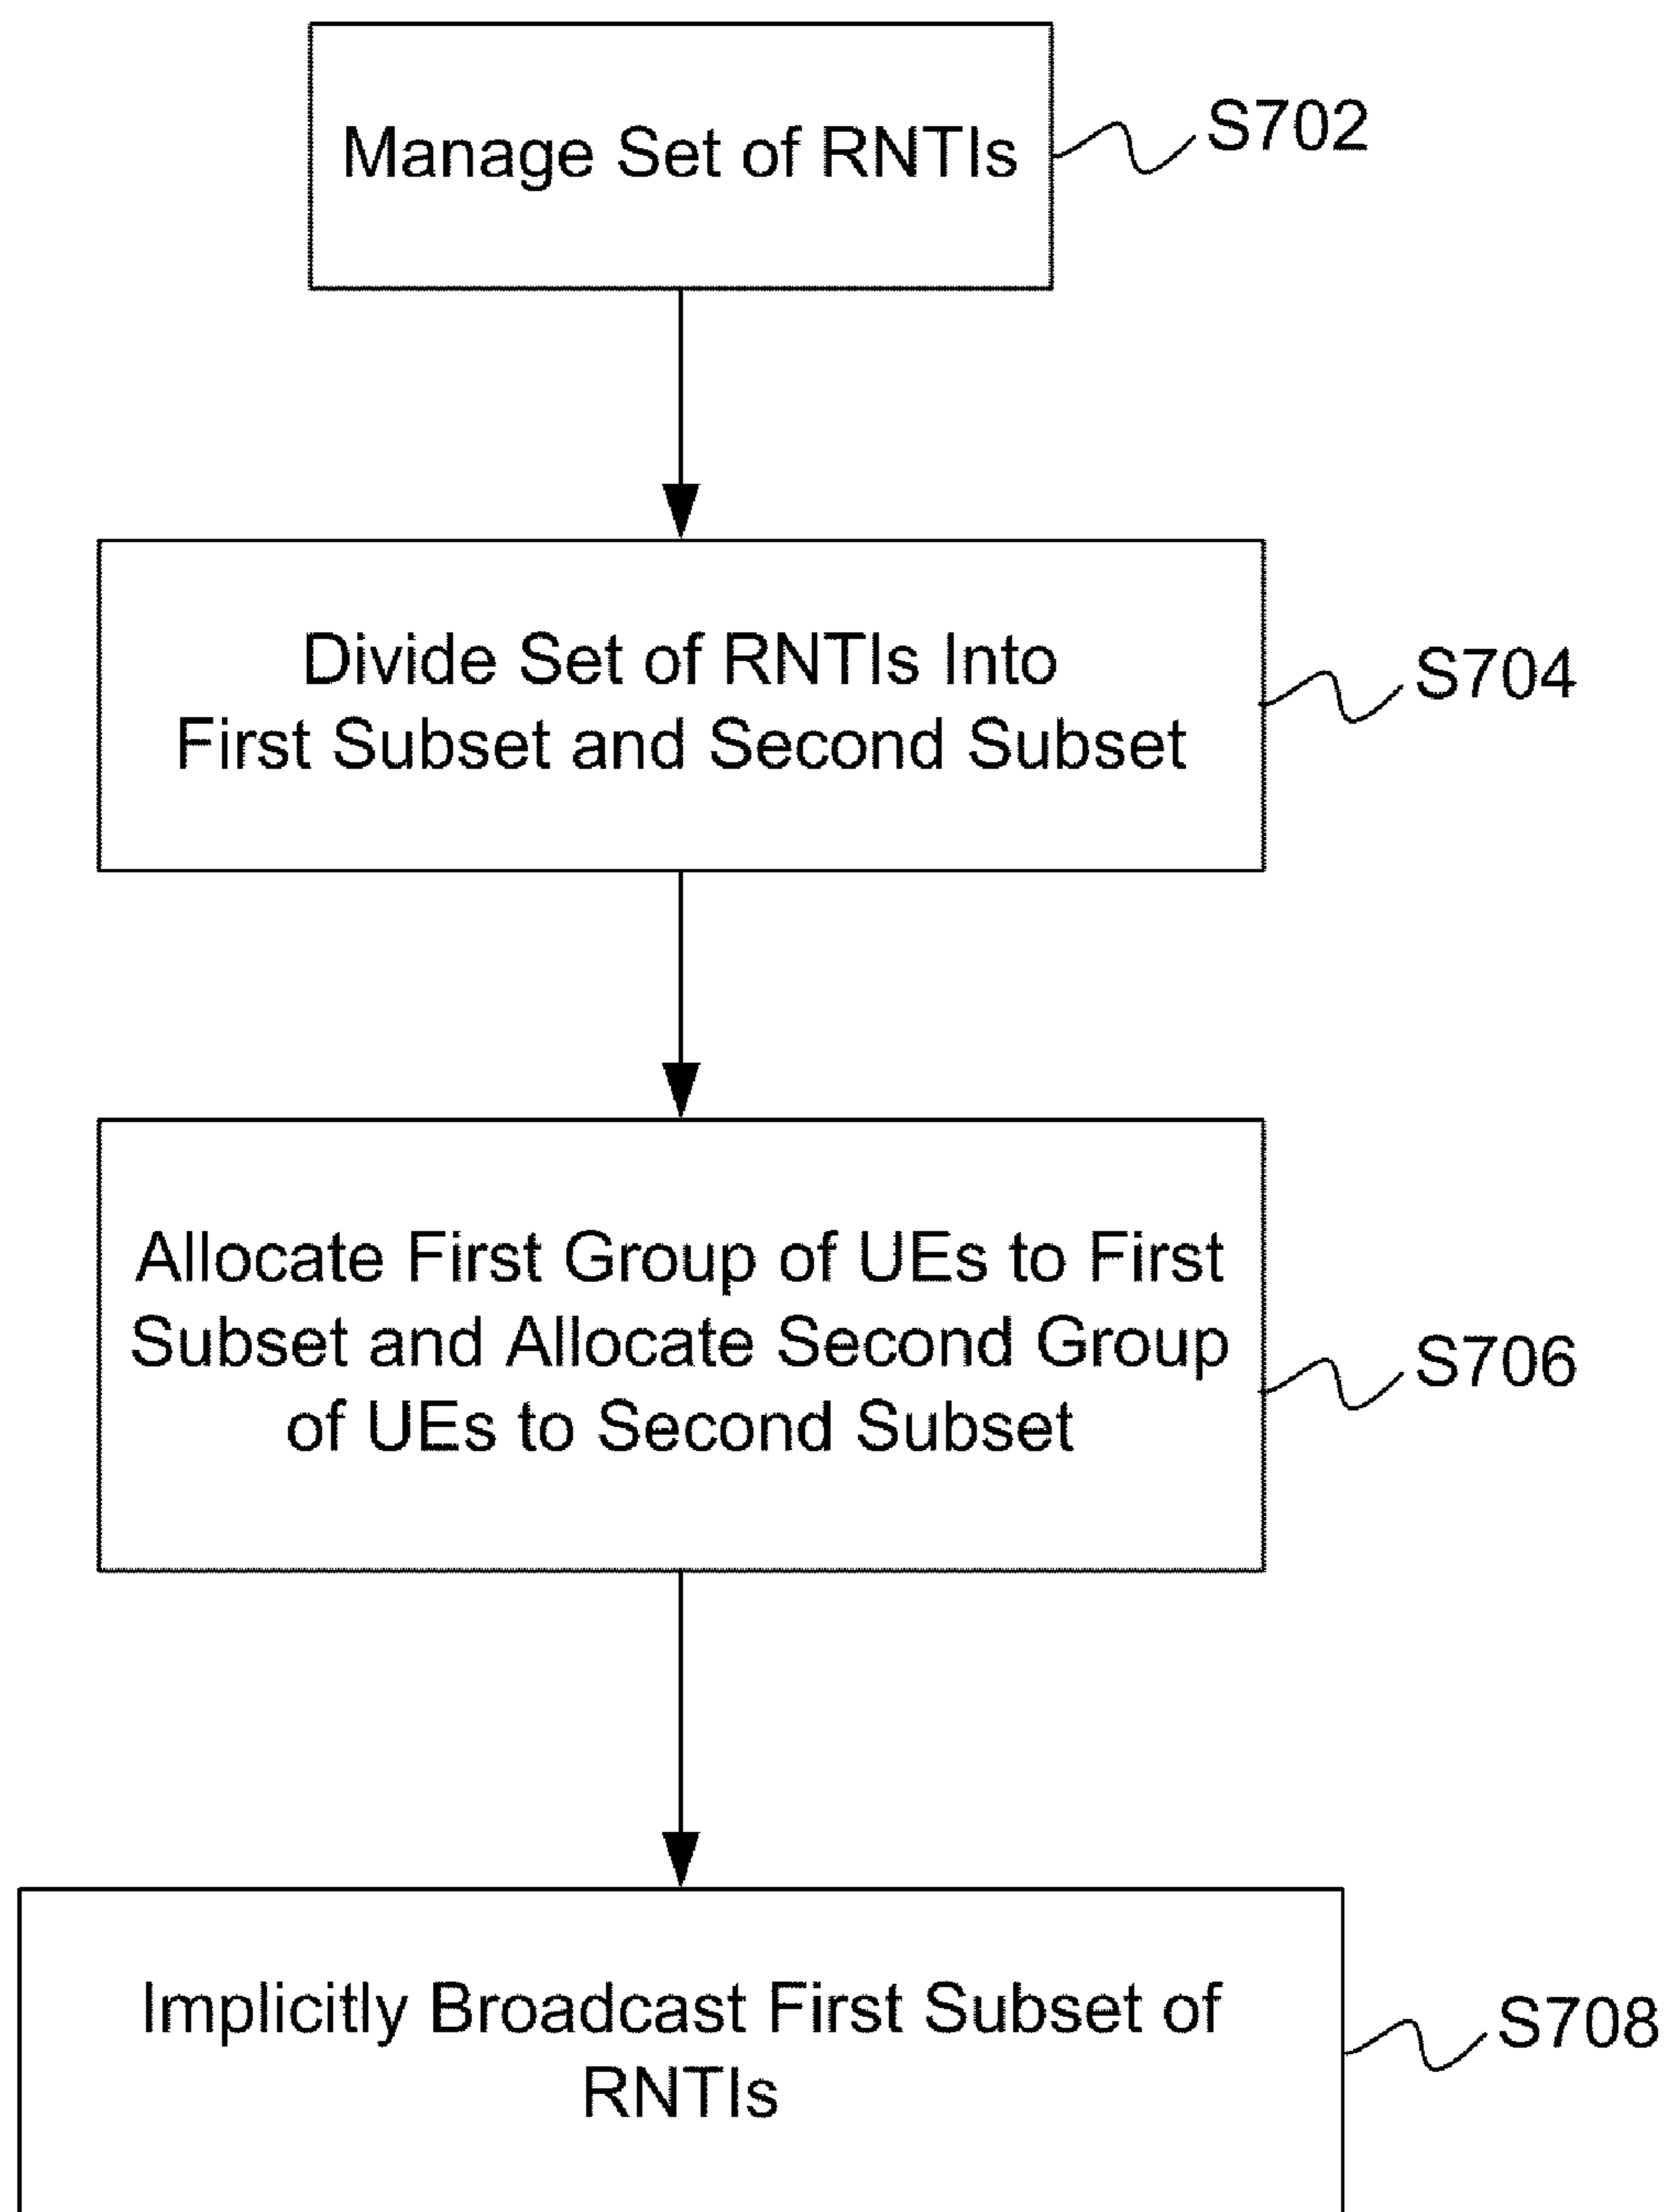 Manage Set of RNTIs
S702
Divide Set of RNTIs Into
First Subset and Second Subset
S704
Allocate First Group of UEs to First
Subset and Allocate Second Group
of UEs to Second Subset
S706
Implicitly Broadcast First Subset of
RNTIs
S708